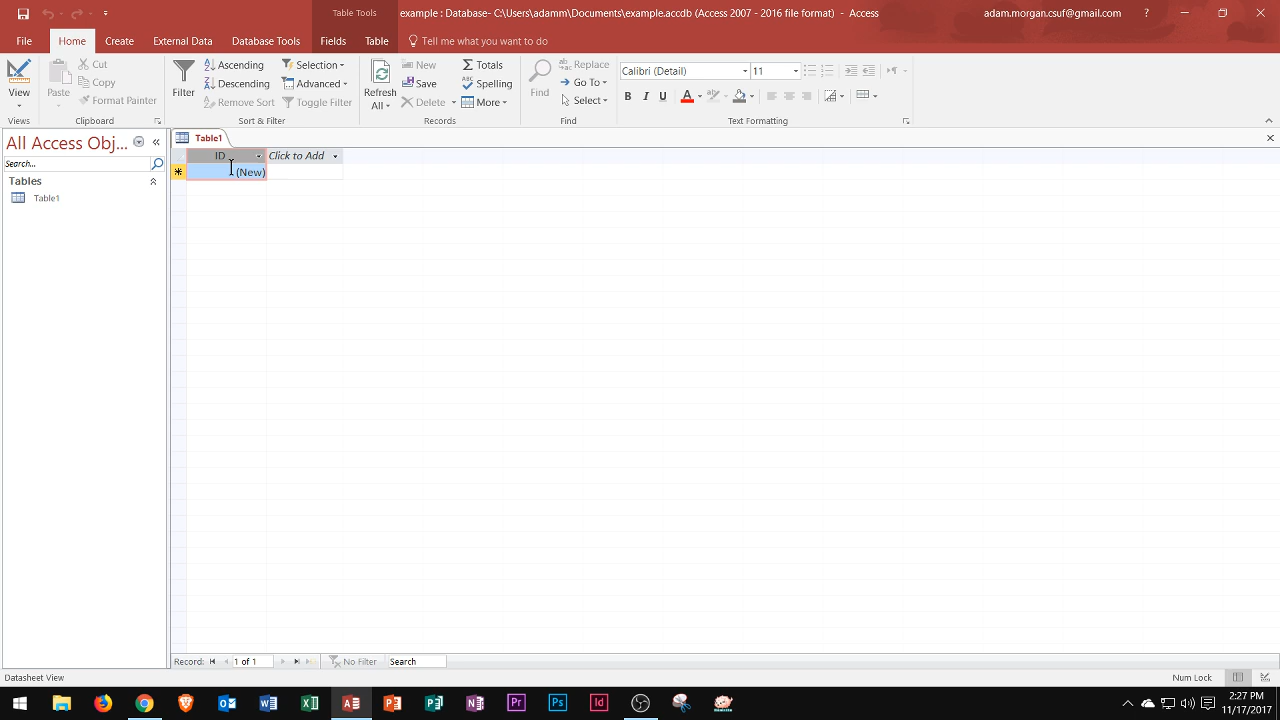 Table Tools
example : Database- C:\Users\adamm\Documents\example.accdb (Access 2007 - 2016 file format) - Access
adam.morgan.csuf@gmail.com
?
File
Home
Create
External Data
Database Tools
Fields
Table
Tell me what you want to do
View
Views
Paste
Cut
Copy
Format Painter
Clipboard
Filter
Ascending
Descending
Remove Sort
Selection
Advanced
Toggle Filter
Sort & Filter
Refresh
All
New
Save
Delete
Totals
Spelling
More
Records
Find
Replace
Go To
Select
Find
Calibri (Detail)
11
B I U A
Text Formatting
All Access Obj...
Search...
Tables
Table1
Table1
ID
Click to Add
(New)
Record:
1 of 1
No Filter
Search
Datasheet View
Num Lock
2:27 PM
11/17/2017